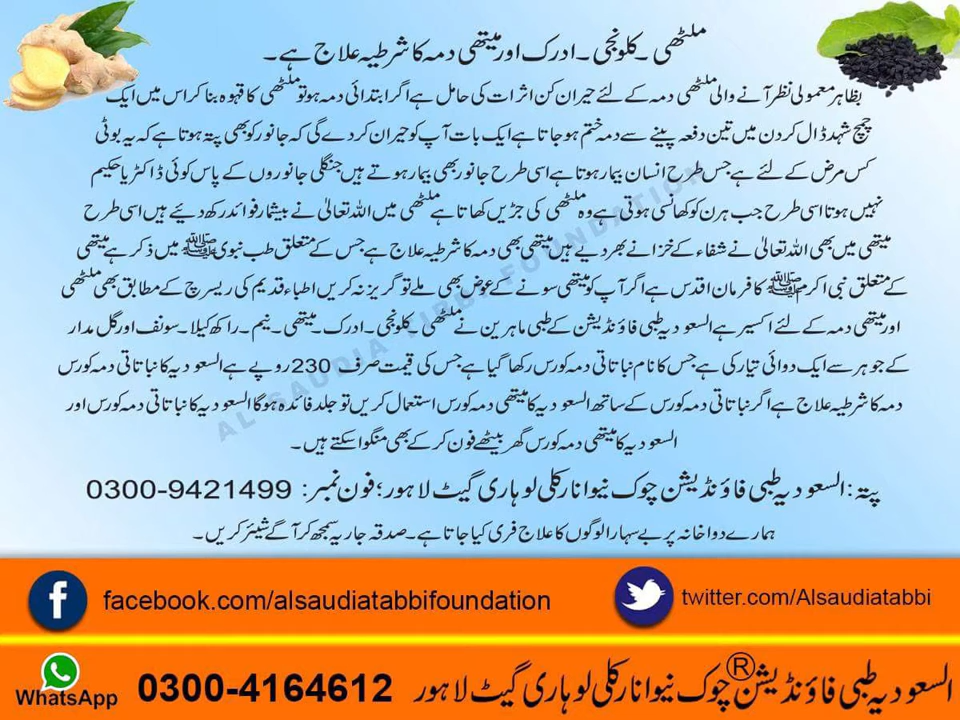 ملٹھی ۔ کلونجی ۔ ادرک اور میتھی دمہ کا شرطیہ علاج ہے ۔
بظاہر معمولی نظر آنے والی ملٹھی دمہ کے لئے حیران کن اثرات کی حامل ہے اگر ابتدائی دمہ ہو تو ملٹھی کا قہوہ بنا کر اس میں ایک
چمچ شہد ڈال کر دن میں تین دفعہ پینے سے دمہ ختم ہو جاتا ہے ایک بات آپ کو حیران کر دے گی کہ جانور کو بھی پتہ ہوتا ہے کہ یہ بوٹی
کس مرض کے لئے ہے جس طرح انسان بیمار ہوتا ہے اسی طرح جانور بھی بیمار ہوتے ہیں جنگلی جانوروں کے پاس کوئی ڈاکٹر یا حکیم
نہیں ہوتا اسی طرح جب ہرن کو کھانسی ہوتی ہے وہ ملٹھی کی جڑیں کھاتا ہے ملٹھی میں اللہ تعالیٰ نے بیشمار فوائد رکھ دیئے ہیں اسی طرح
میتھی میں بھی اللہ تعالیٰ نے شفاء کے خزانے بھر دیے ہیں میتھی بھی دمہ کا شرطیہ علاج ہے جس کے متعلق طب نبوی ﷺ میں ذکر ہے میتھی
کے متعلق نبی اکرم ﷺ کا فرمان اقدس ہے اگر آپ کو میتھی سونے کے عوض بھی ملے تو گریز نہ کریں اطباء قدیم کی ریسرچ کے مطابق بھی ملٹھی
اور میتھی دمہ کے لئے اکسیر ہے السعودیہ طبی فاؤنڈیشن کے طبی ماہرین نے ملٹھی ۔ کلونجی ۔ ادرک ۔ میتھی ۔ نیم ۔ راکھ کیلا ۔ سونف اور گل مدار
کے جوہر سے ایک دوائی تیار کی ہے جس کا نام نباتاتی دمہ کورس رکھا گیا ہے جس کی قیمت صرف 230 روپے ہے السعودیہ کا نباتاتی دمہ کورس
دمہ کا شرطیہ علاج ہے اگر نباتاتی دمہ کورس کے ساتھ السعودیہ کا میتھی دمہ کورس استعمال کریں تو جلد فائدہ ہوگا السعودیہ کا نباتاتی دمہ کورس اور
السعودیہ کا میتھی دمہ کورس گھر بیٹھے فون کر کے بھی منگوا سکتے ہیں ۔
پتہ : السعودیہ طبی فاؤنڈیشن چوک نیو انار کلی لوہاری گیٹ لاہور ؛ فون نمبر : 0300-9421499
ہمارے دواخانہ پر بے سہارا لوگوں کا علاج فری کیا جاتا ہے ۔ صدقہ جاریہ سمجھ کر آگے شیئر کریں ۔
ALSAUDIA TIBBI FOUNDATION
f facebook.com/alsaudiatabbifoundation
twitter.com/Alsaudiatabbi
WhatsApp 0300-4164612
السعودیہ طبی فاؤنڈیشن® چوک نیو انار کلی لوہاری گیٹ لاہور